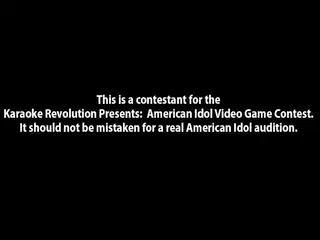 This is a contestant for the
Karaoke Revolution Presents:  American Idol Video Game Contest.
It should not be mistaken for a real American Idol audition.